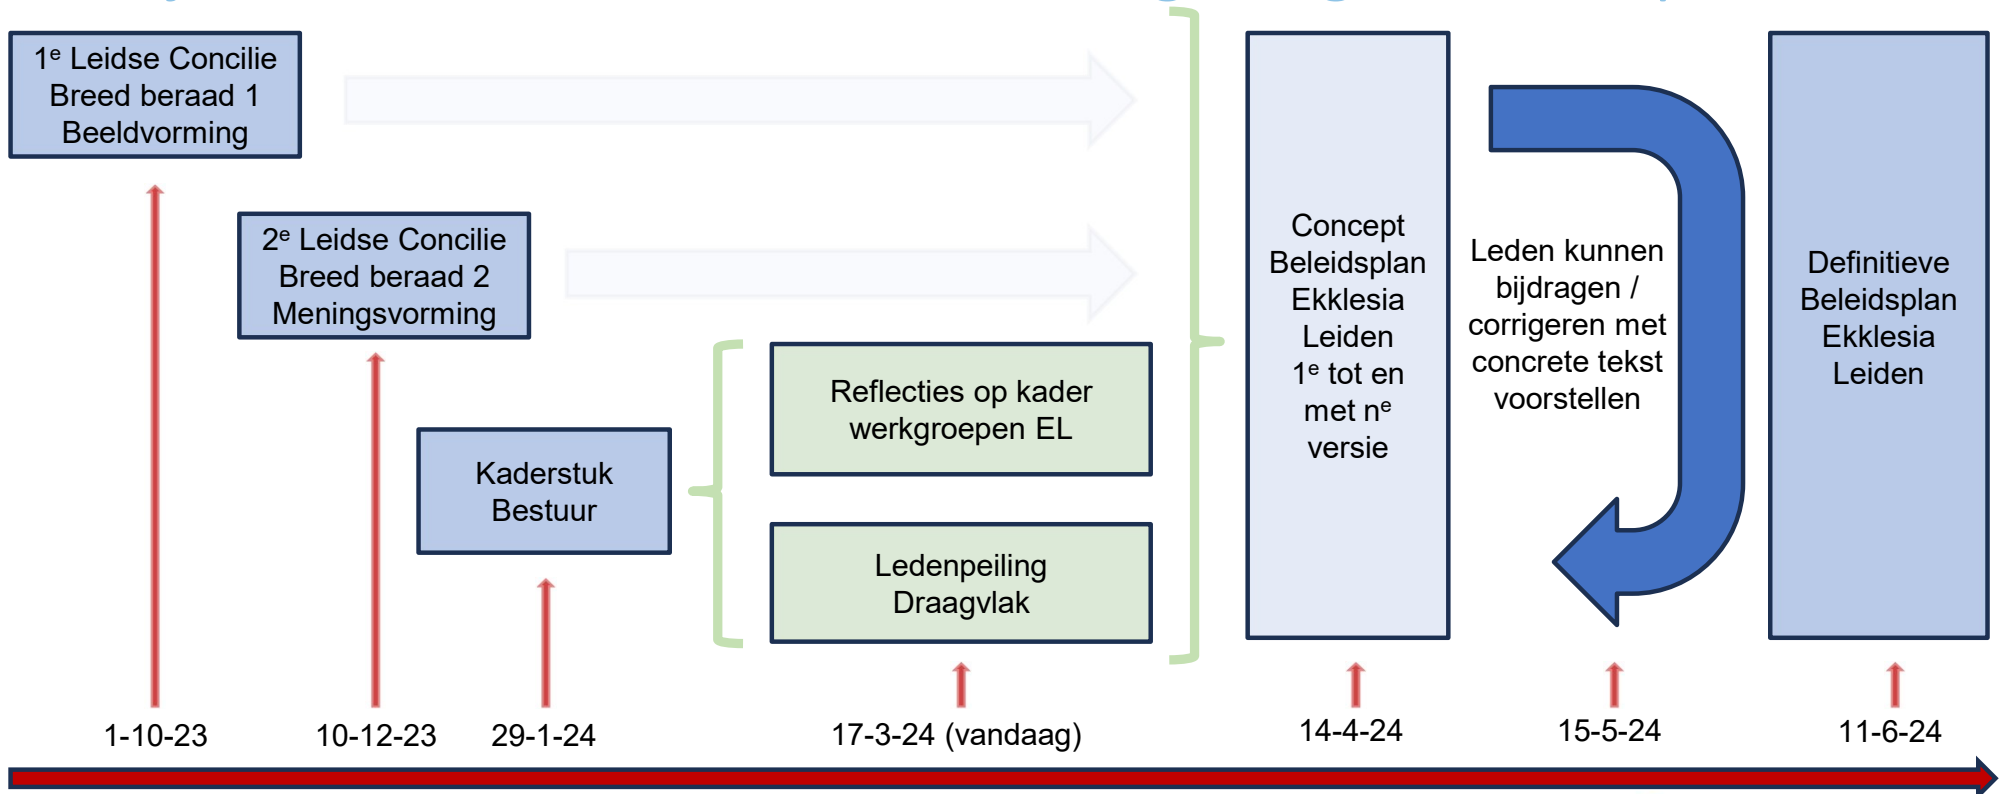 1e Leidse Concilie
Breed beraad 1
Beeldvorming
2e Leidse Concilie
Breed beraad 2
Meningsvorming
Kaderstuk
Bestuur
Reflecties op kader
werkgroepen EL
Ledenpeiling
Draagvlak
Concept
Beleidsplan
Ekklesia
Leiden
1e tot en
met ne
versie
Leden kunnen
bijdragen /
corrigeren met
concrete tekst
voorstellen
Definitieve
Beleidsplan
Ekklesia
Leiden
1-10-23
10-12-23
29-1-24
17-3-24 (vandaag)
14-4-24
15-5-24
11-6-24